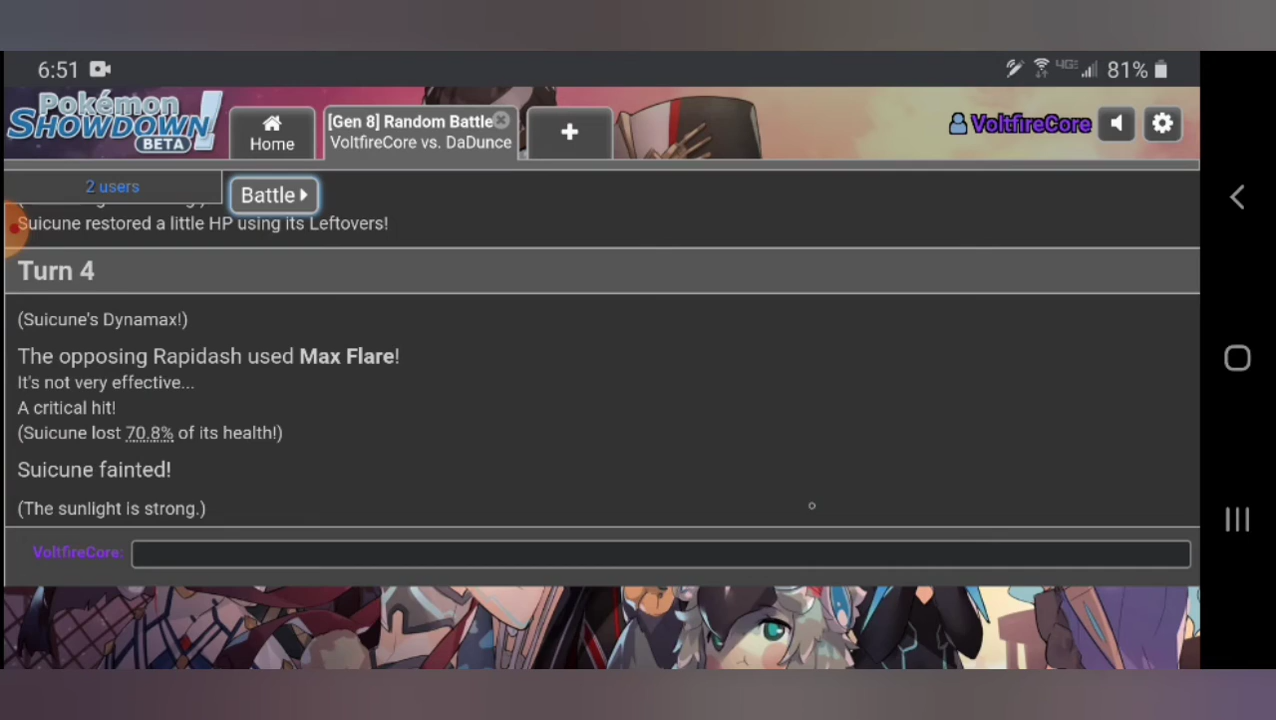 6:51
4GE 81%
Pokémon
SHOWDOWN!
BETA
Home
[Gen 8] Random Battle
VoltfireCore vs. DaDunce
VoltfireCore
2 users
Battle
Suicune restored a little HP using its Leftovers!
Turn 4
(Suicune's Dynamax!)
The opposing Rapidash used Max Flare!
It's not very effective...
A critical hit!
(Suicune lost 70.8% of its health!)
Suicune fainted!
(The sunlight is strong.)
VoltfireCore: